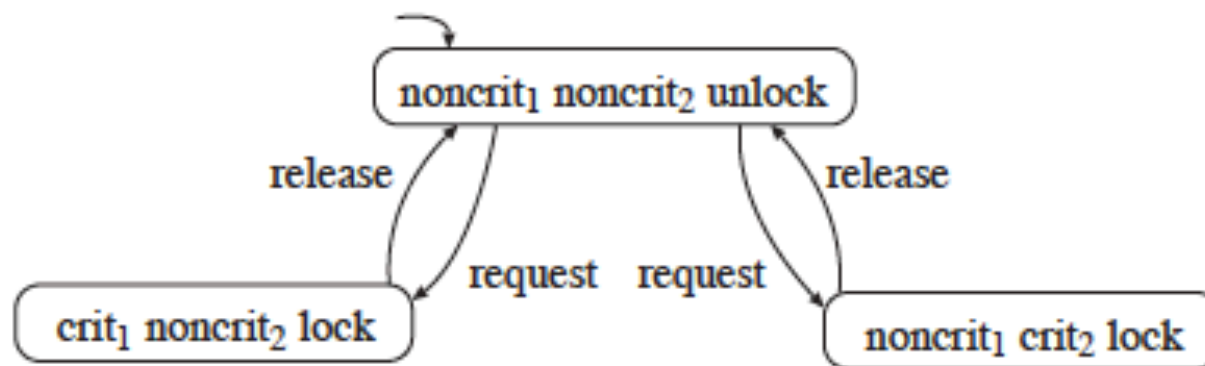 noncrit₁ noncrit₂ unlock
release
release
request
request
crit₁ noncrit₂ lock
noncrit₁ crit₂ lock